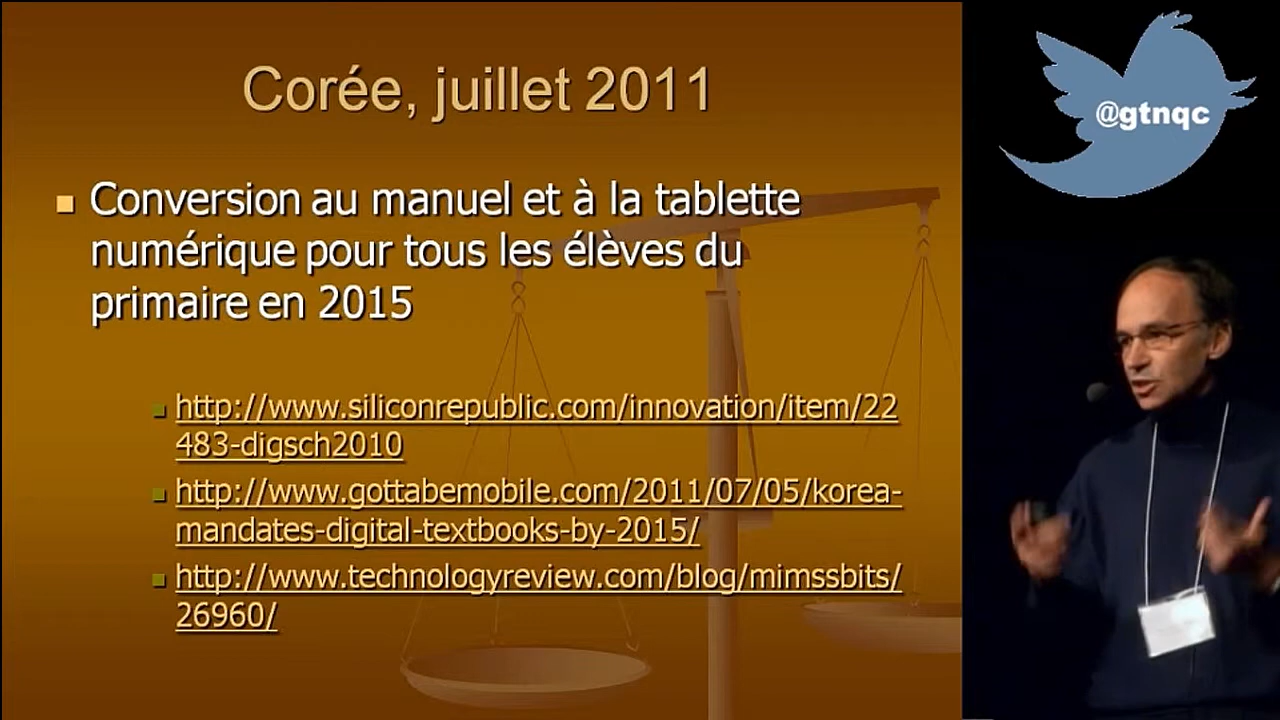 Corée, juillet 2011
Conversion au manuel et à la tablette
numérique pour tous les élèves du
primaire en 2015
http://www.siliconrepublic.com/innovation/item/22
483-digsch2010
http://www.gottabemobile.com/2011/07/05/korea-
mandates-digital-textbooks-by-2015/
http://www.technologyreview.com/blog/mimssbits/
26960/
@gtnqc